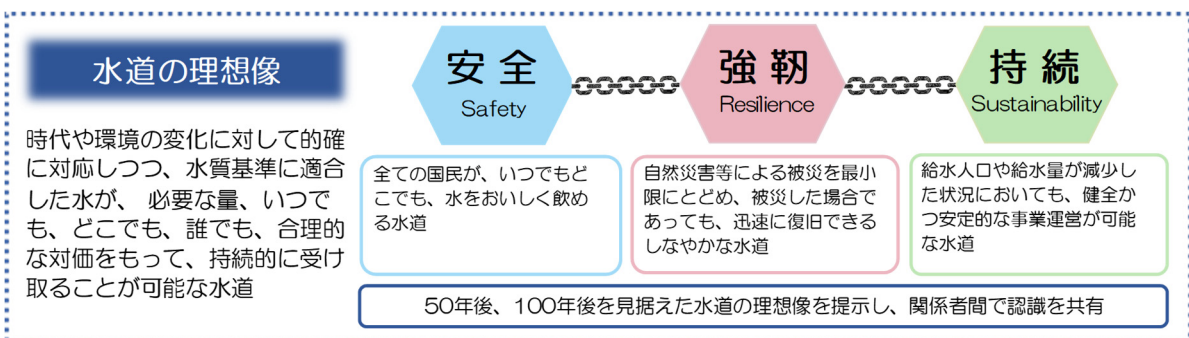 水道の理想像
時代や環境の変化に対して的確
に対応しつつ、水質基準に適合
した水が、 必要な量、いつで
も、どこでも、誰でも、合理的
な対価をもって、持続的に受け
取ることが可能な水道
安全
Safety
強靭
Resilience
持続
Sustainability
全ての国民が、いつでもど
こでも、水をおいしく飲め
る水道
自然災害等による被災を最小
限にとどめ、被災した場合で
あっても、迅速に復旧できる
しなやかな水道
給水人口や給水量が減少し
た状況においても、健全か
つ安定的な事業運営が可能
な水道
50年後、100年後を見据えた水道の理想像を提示し、関係者間で認識を共有